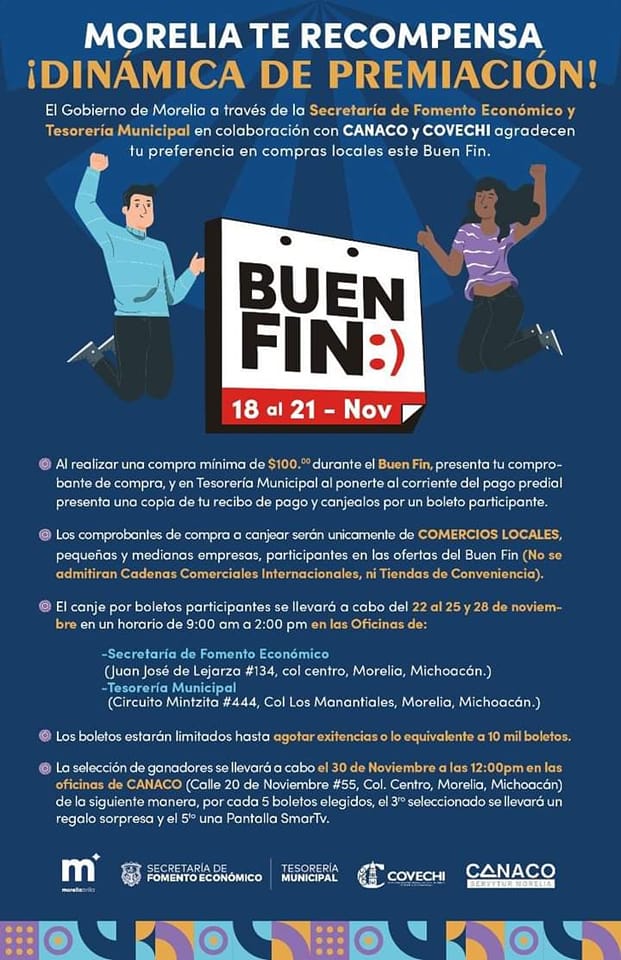 MORELIA TE RECOMPENSA
¡DINÁMICA DE PREMIACIÓN!
El Gobierno de Morelia a través de la Secretaría de Fomento Económico y
Tesorería Municipal en colaboración con CANACO y COVECHI agradecen
tu preferencia en compras locales este Buen Fin.
BUEN
FIN:)
18 al 21 - Nov
Al realizar una compra mínima de $100.00 durante el Buen Fin, presenta tu compro-
bante de compra, y en Tesorería Municipal al ponerte al corriente del pago predial
presenta una copia de tu recibo de pago y canjealos por un boleto participante.
Los comprobantes de compra a canjear serán unicamente de COMERCIOS LOCALES,
pequeñas y medianas empresas, participantes en las ofertas del Buen Fin (No se
admitiran Cadenas Comerciales Internacionales, ni Tiendas de Conveniencia).
El canje por boletos participantes se llevará a cabo del 22 al 25 y 28 de noviem-
bre en un horario de 9:00 am a 2:00 pm en las Oficinas de:
-Secretaría de Fomento Económico
(Juan José de Lejarza #134, col centro, Morelia, Michoacán.)
-Tesorería Municipal
(Circuito Mintzita #444, Col Los Manantiales, Morelia, Michoacán.)
Los boletos estarán limitados hasta agotar exitencias o lo equivalente a 10 mil boletos.
La selección de ganadores se llevará a cabo el 30 de Noviembre a las 12:00pm en las
oficinas de CANACO (Calle 20 de Noviembre #55, Col. Centro, Morelia, Michoacán)
de la siguiente manera, por cada 5 boletos elegidos, el 3ro seleccionado se llevará un
regalo sorpresa y el 5to una Pantalla SmarTv.
m+
moreliabrilla
SECRETARÍA DE
FOMENTO ECONÓMICO
TESORERÍA
MUNICIPAL
COVECHI
CANACO
SERVYTUR MORELIA